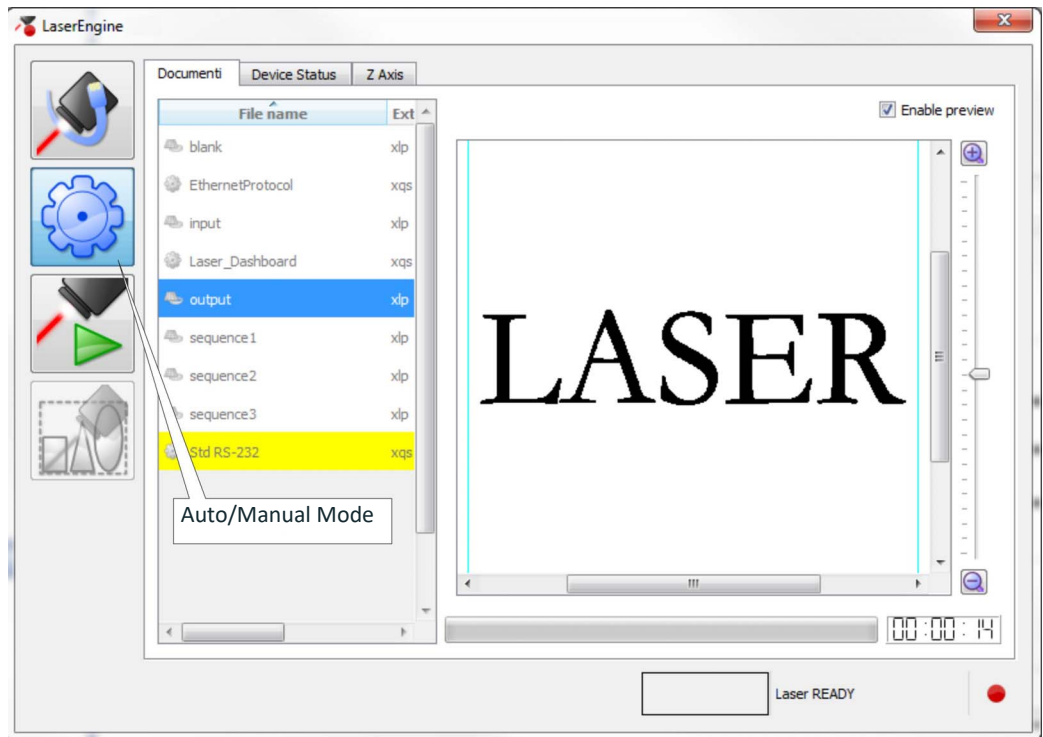 LaserEngine
Documenti Device Status Z Axis
File name Ext
Enable preview
blank xlp
EthernetProtocol xqs
input xlp
Laser_Dashboard xqs
output xlp
sequence1 xlp
sequence2 xlp
sequence3 xlp
Std RS-232 xqs
LASER
Auto/Manual Mode
00:00:14
Laser READY